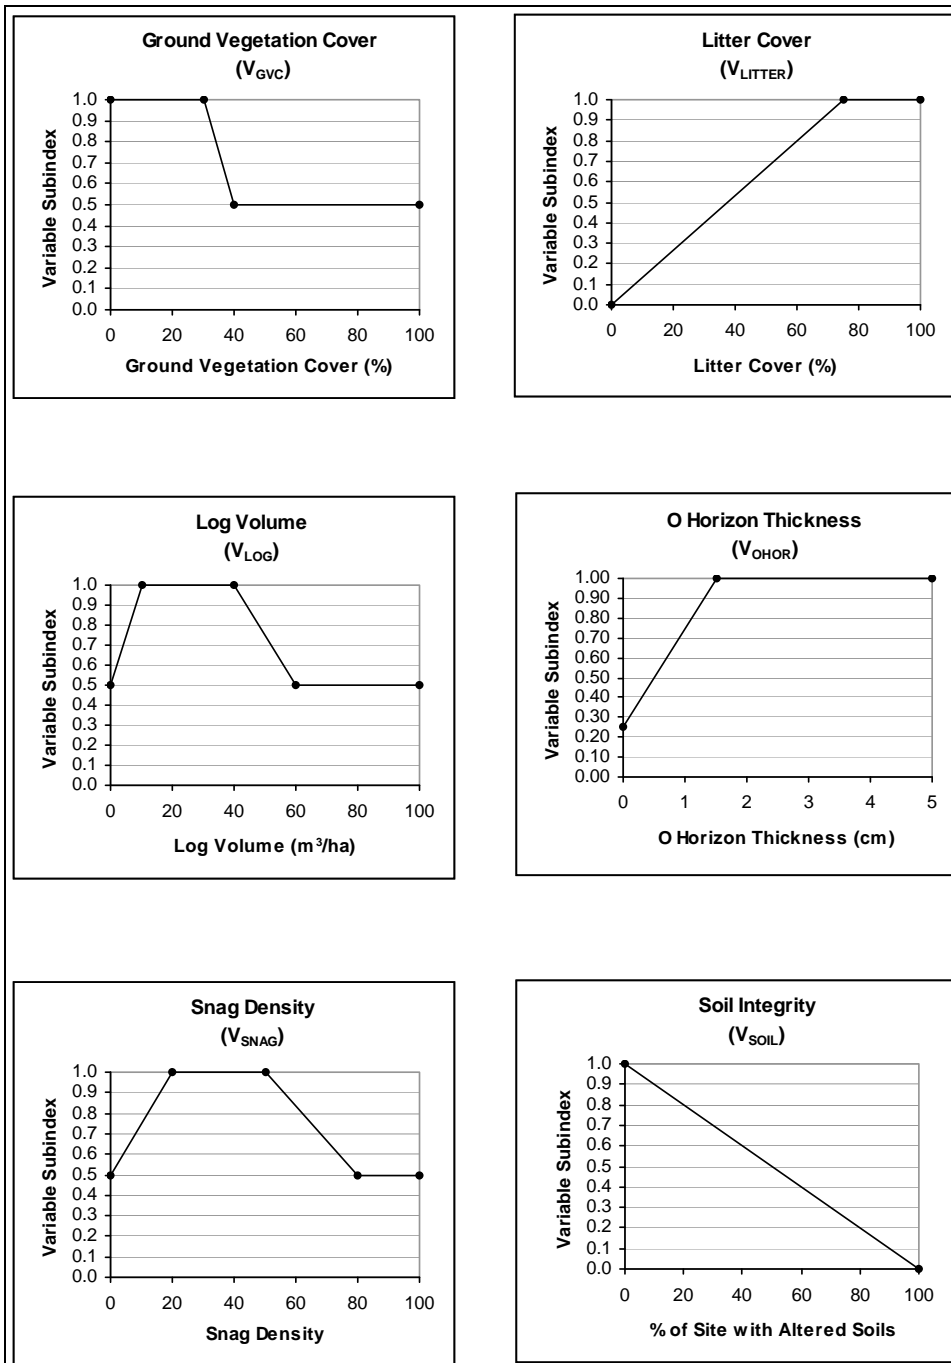 Ground Vegetation Cover
(V_GVC)
Variable Subindex
1.0
0.9
0.8
0.7
0.6
0.5
0.4
0.3
0.2
0.1
0.0
0 20 40 60 80 100
Ground Vegetation Cover (%)
Litter Cover
(V_LITTER)
Variable Subindex
1.0
0.9
0.8
0.7
0.6
0.5
0.4
0.3
0.2
0.1
0.0
0 20 40 60 80 100
Litter Cover (%)
Log Volume
(V_LOG)
Variable Subindex
1.0
0.9
0.8
0.7
0.6
0.5
0.4
0.3
0.2
0.1
0.0
0 20 40 60 80 100
Log Volume (m³/ha)
O Horizon Thickness
(V_OHOR)
Variable Subindex
1.00
0.90
0.80
0.70
0.60
0.50
0.40
0.30
0.20
0.10
0.00
0 1 2 3 4 5
O Horizon Thickness (cm)
Snag Density
(V_SNAG)
Variable Subindex
1.0
0.9
0.8
0.7
0.6
0.5
0.4
0.3
0.2
0.1
0.0
0 20 40 60 80 100
Snag Density
Soil Integrity
(V_SOIL)
Variable Subindex
1.0
0.9
0.8
0.7
0.6
0.5
0.4
0.3
0.2
0.1
0.0
0 20 40 60 80 100
% of Site with Altered Soils